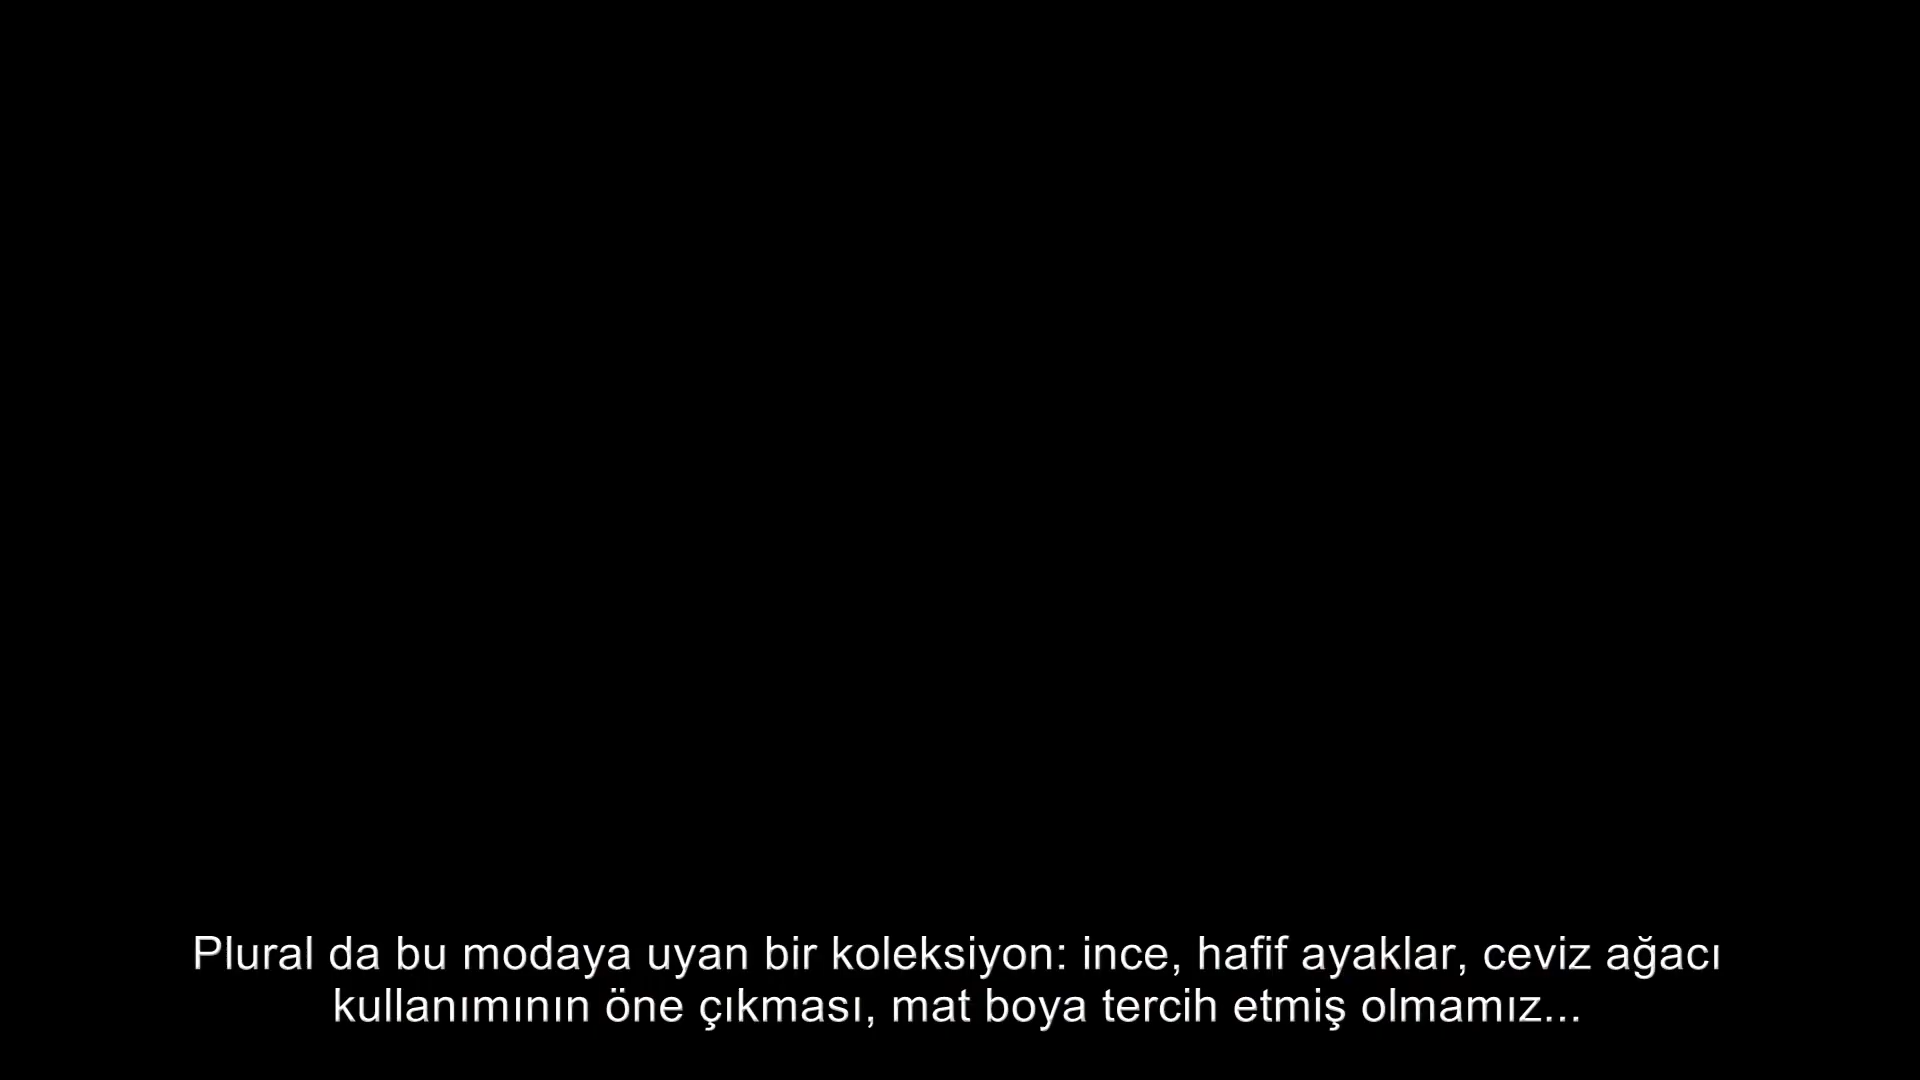 Plural da bu modaya uyan bir koleksiyon: ince, hafif ayaklar, ceviz ağacı
kullanımının öne çıkması, mat boya tercih etmiş olmamız...